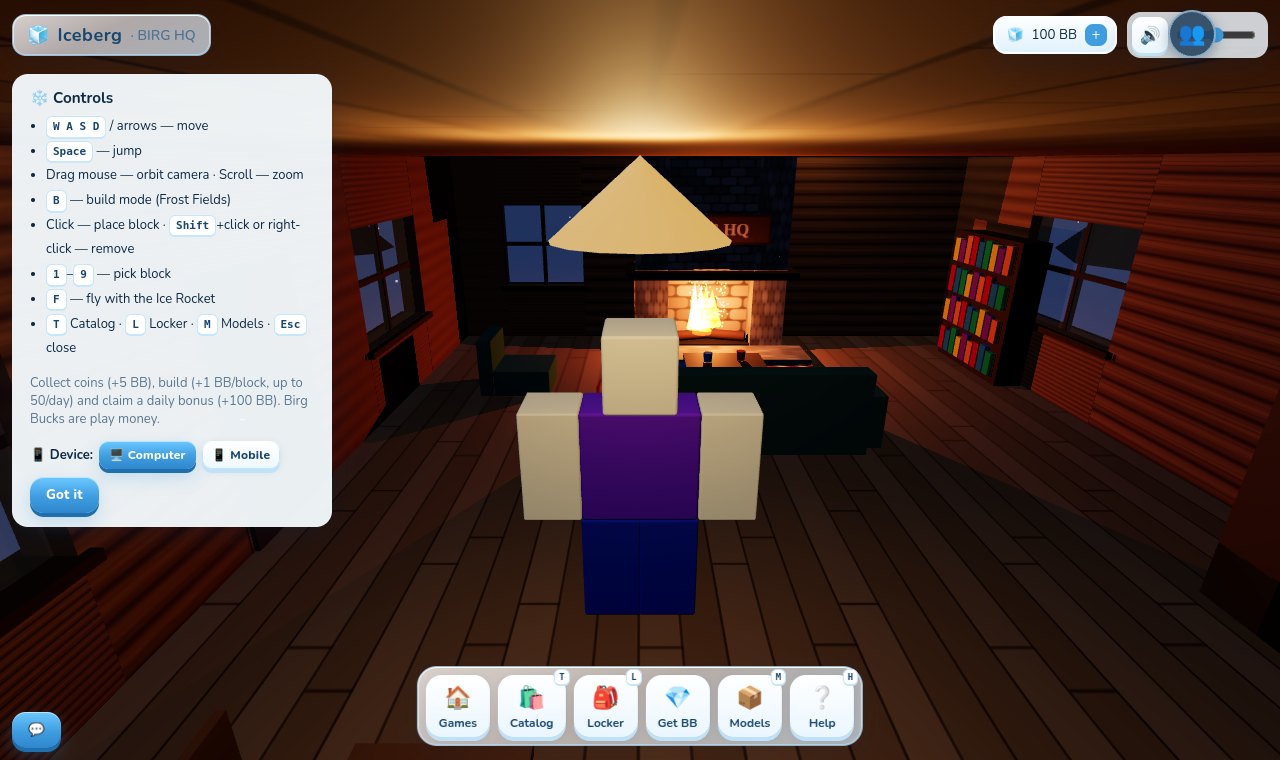 Iceberg · BIRG HQ
100 BB +
Controls
W A S D / arrows — move
Space — jump
Drag mouse — orbit camera · Scroll — zoom
B — build mode (Frost Fields)
Click — place block · Shift+click or right-
click — remove
1–9 — pick block
F — fly with the Ice Rocket
T Catalog · L Locker · M Models · Esc
close
Collect coins (+5 BB), build (+1 BB/block, up to
50/day) and claim a daily bonus (+100 BB). Birg
Bucks are play money.
Device: Computer Mobile
Got it
HQ
T L M H
Games Catalog Locker Get BB Models Help